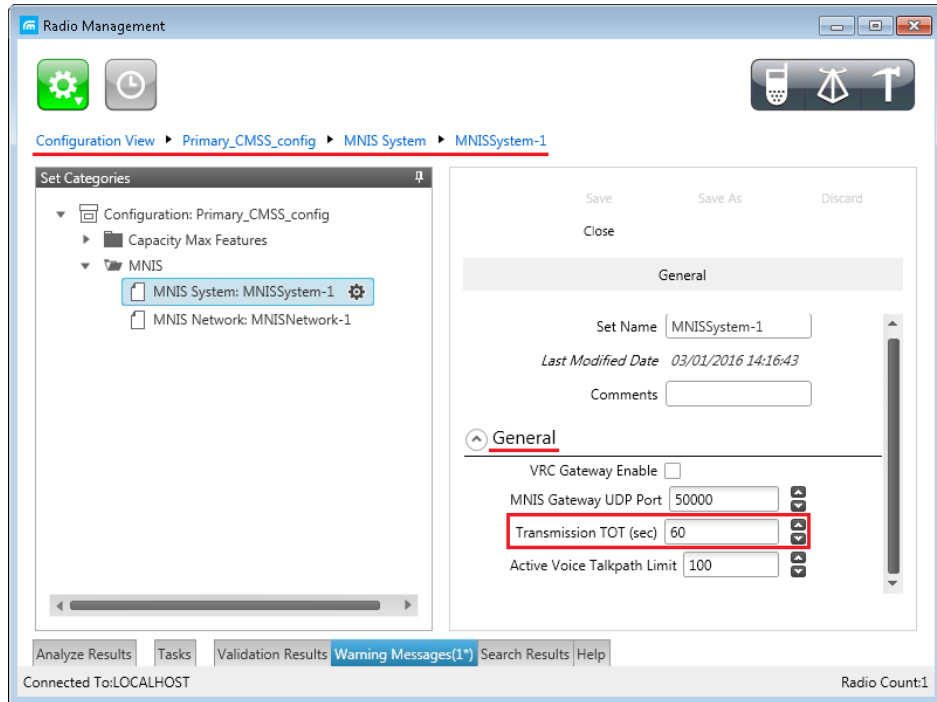 Radio Management
Configuration View Primary_CMSS_config MNIS System MNISSystem-1
Set Categories
Configuration: Primary_CMSS_config
Capacity Max Features
MNIS
MNIS System: MNISSystem-1
MNIS Network: MNISNetwork-1
Save Save As Discard
Close
General
Set Name MNISSystem-1
Last Modified Date 03/01/2016 14:16:43
Comments
General
VRC Gateway Enable
MNIS Gateway UDP Port 50000
Transmission TOT (sec) 60
Active Voice Talkpath Limit 100
Analyze Results Tasks Validation Results Warning Messages(1*) Search Results Help
Connected To:LOCALHOST Radio Count:1